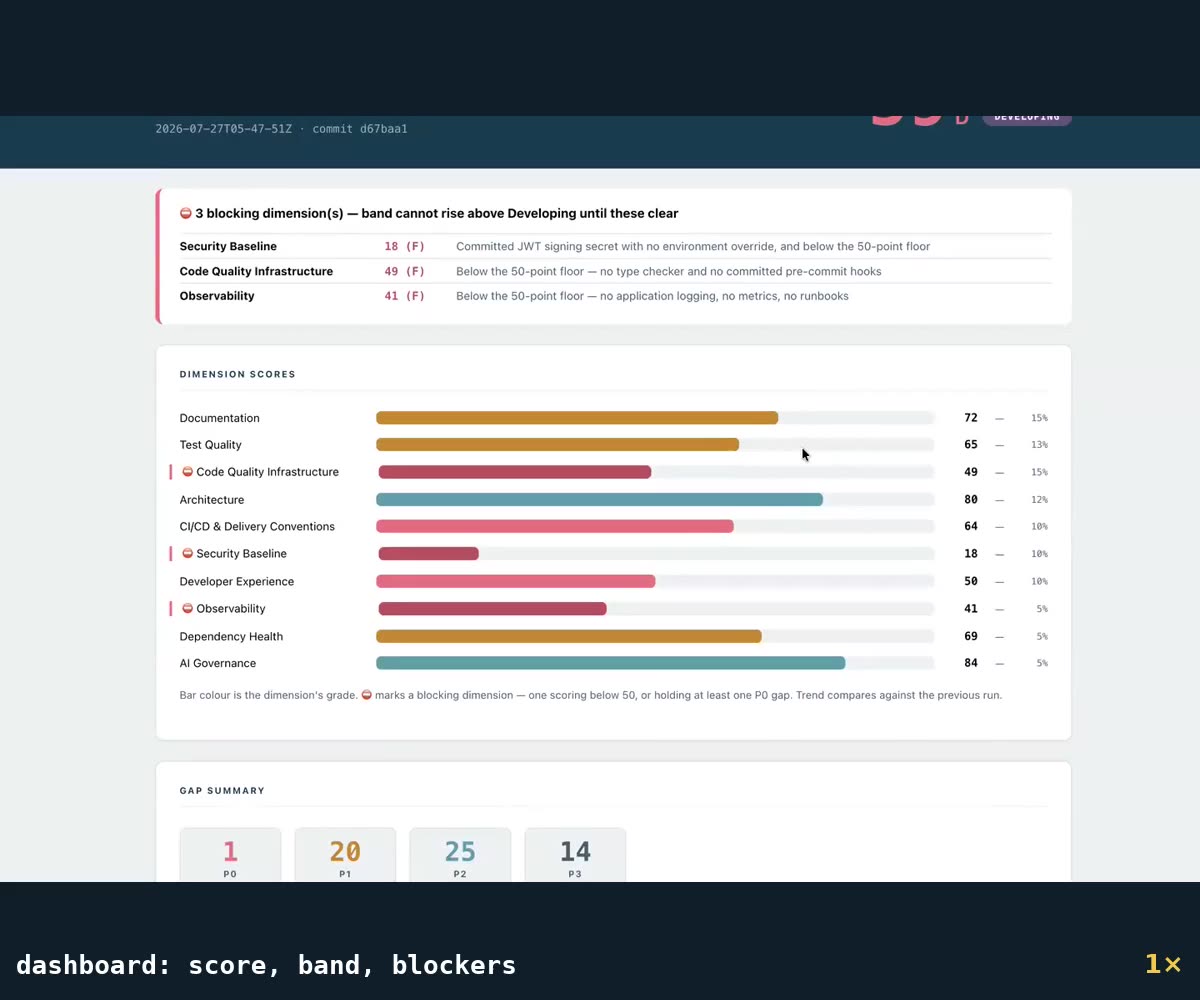 2026-07-27T05-47-51Z · commit d67baa1
D DEVELOPING
⛔ 3 blocking dimension(s) — band cannot rise above Developing until these clear
Security Baseline 18 (F) Committed JWT signing secret with no environment override, and below the 50-point floor
Code Quality Infrastructure 49 (F) Below the 50-point floor — no type checker and no committed pre-commit hooks
Observability 41 (F) Below the 50-point floor — no application logging, no metrics, no runbooks
DIMENSION SCORES
Documentation 72 — 15%
Test Quality 65 — 13%
⛔ Code Quality Infrastructure 49 — 15%
Architecture 80 — 12%
CI/CD & Delivery Conventions 64 — 10%
⛔ Security Baseline 18 — 10%
Developer Experience 50 — 10%
⛔ Observability 41 — 5%
Dependency Health 69 — 5%
AI Governance 84 — 5%
Bar colour is the dimension's grade. ⛔ marks a blocking dimension — one scoring below 50, or holding at least one P0 gap. Trend compares against the previous run.
GAP SUMMARY
1 20 25 14
P0 P1 P2 P3
dashboard: score, band, blockers 1×